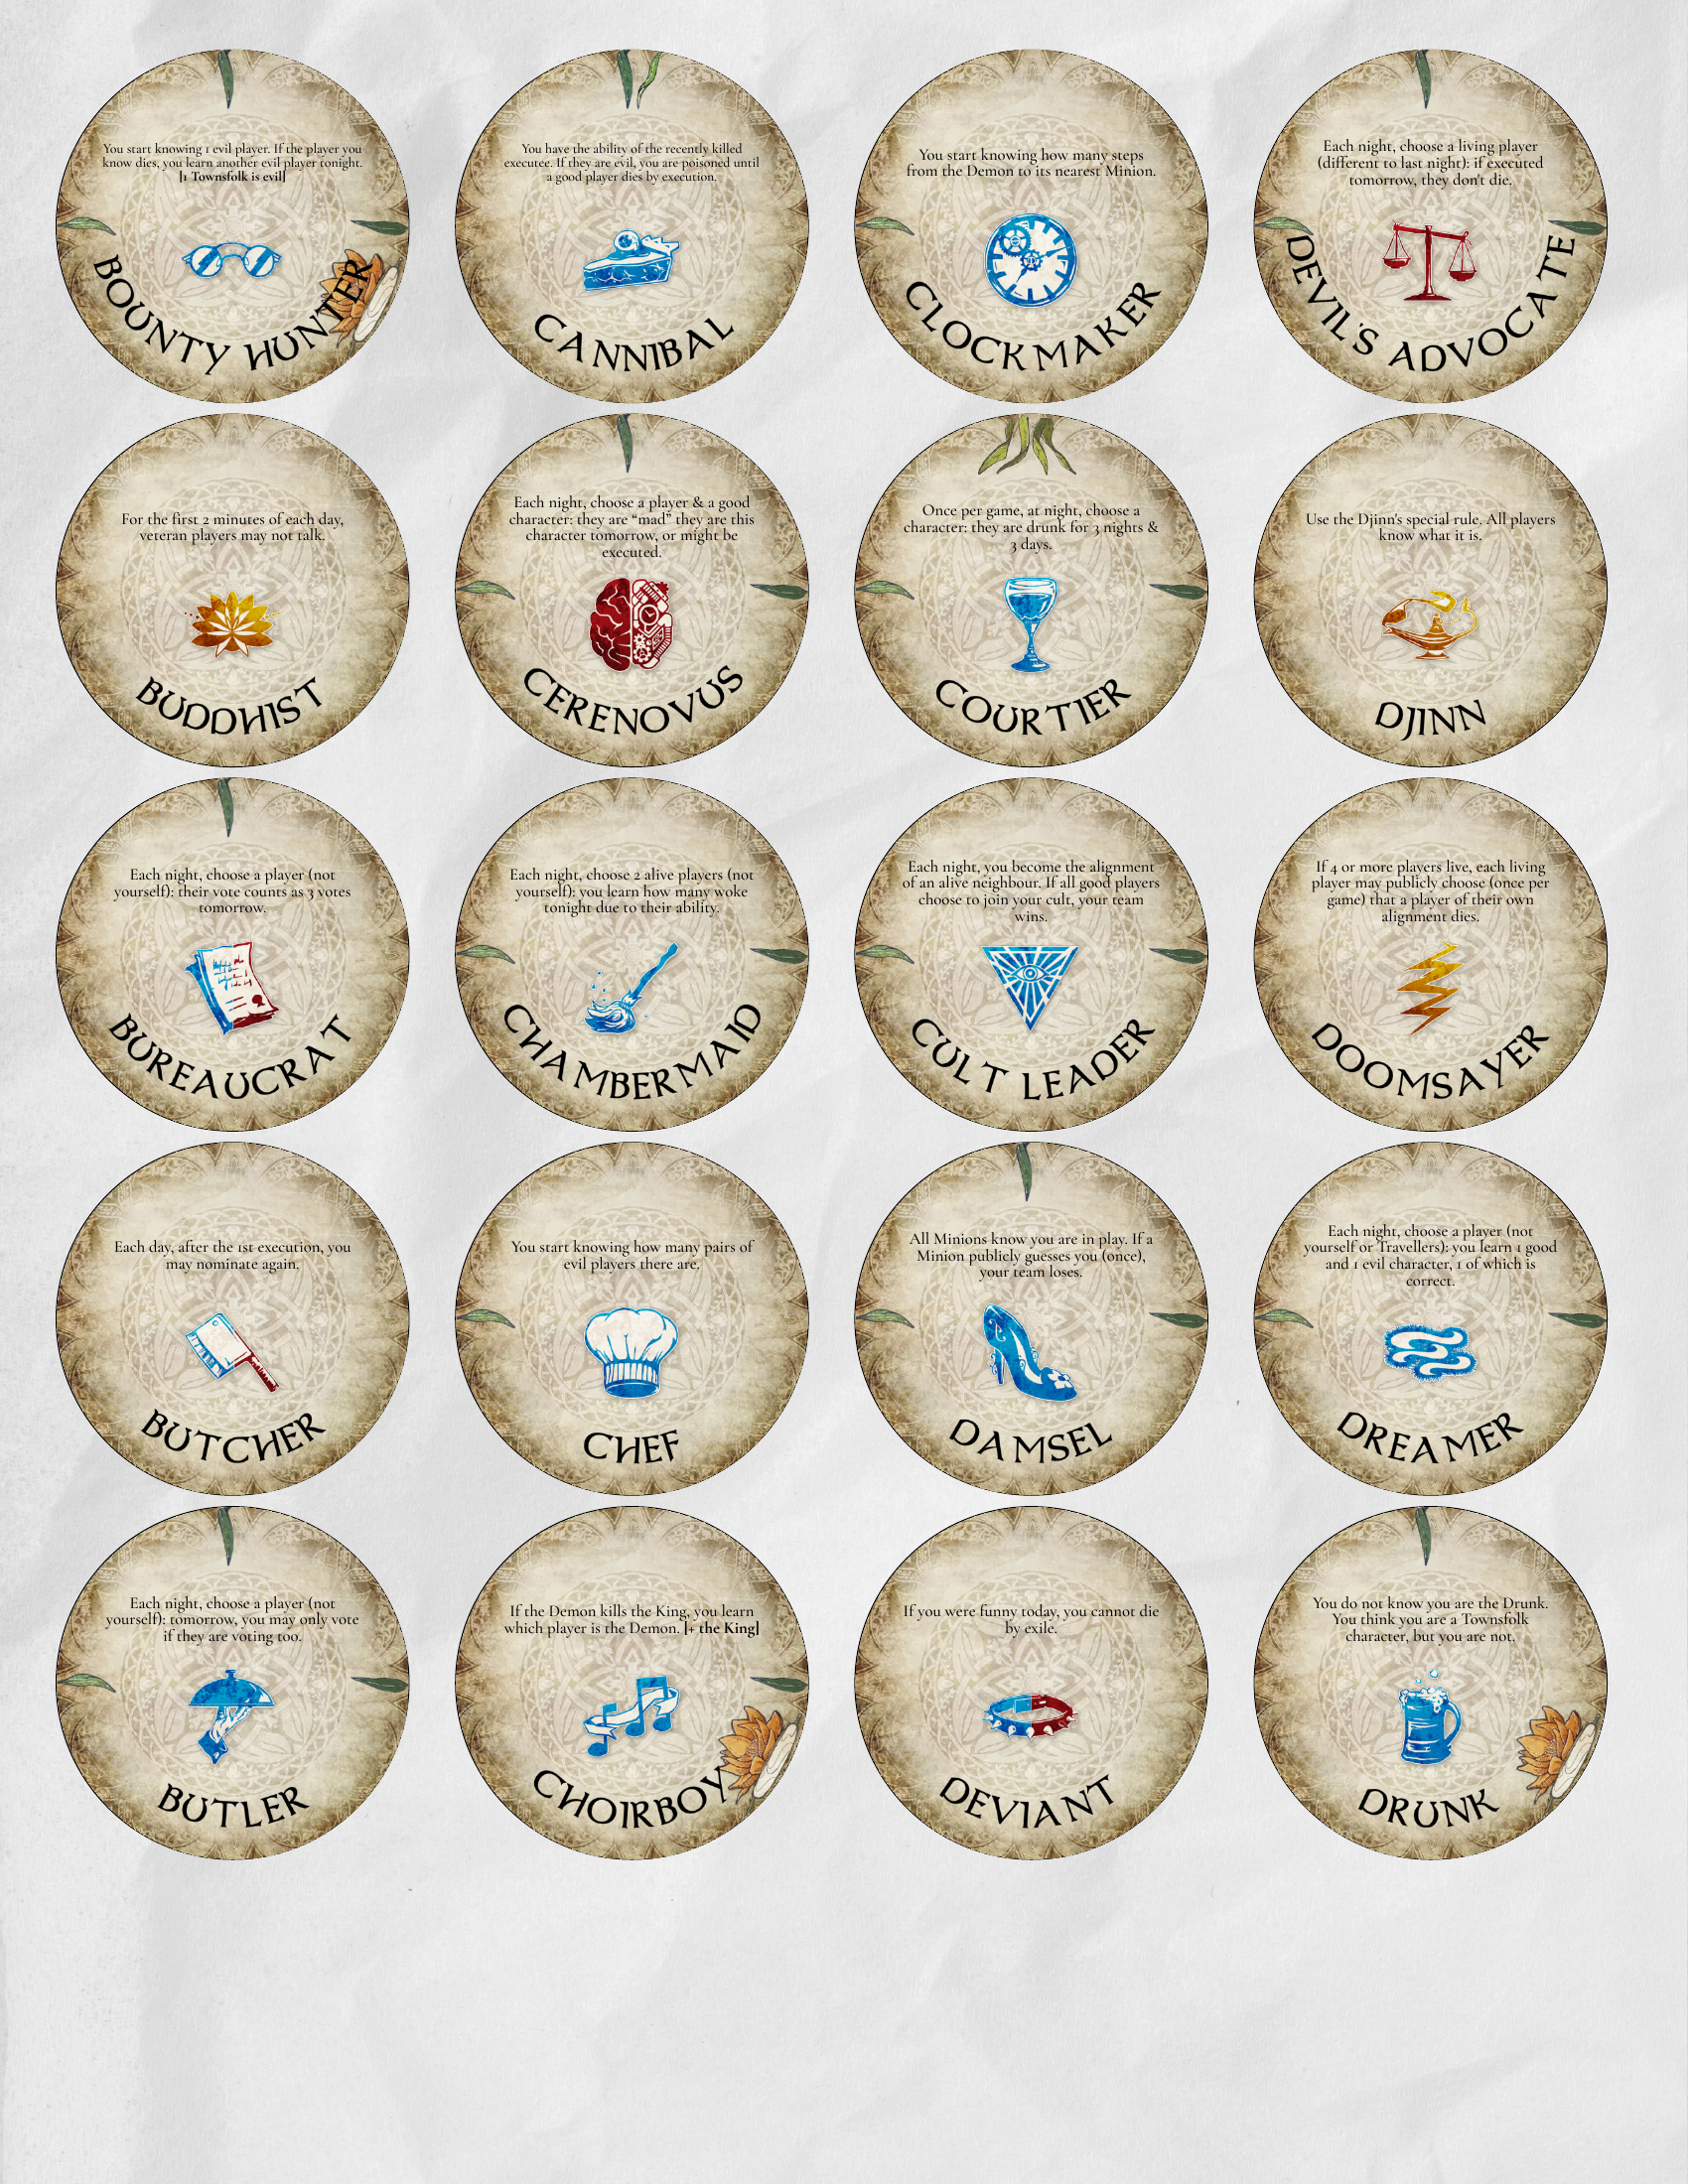 You start knowing 1 evil player. If the player you
know dies, you learn another evil player tonight.
[1 Townsfolk is evil]
BOUNTY HUNTER
You have the ability of the recently killed
executee. If they are evil, you are poisoned until
a good player dies by execution.
CANNIBAL
You start knowing how many steps
from the Demon to its nearest Minion.
CLOCKMAKER
Each night, choose a living player
(different to last night): if executed
tomorrow, they don't die.
DEVIL'S ADVOCATE
For the first 2 minutes of each day,
veteran players may not talk.
BUDDHIST
Each night, choose a player & a good
character: they are “mad” they are this
character tomorrow, or might be
executed.
CERENOVUS
Once per game, at night, choose a
character: they are drunk for 3 nights &
3 days.
COURTIER
Use the Djinn's special rule. All players
know what it is.
DJINN
Each night, choose a player (not
yourself): their vote counts as 3 votes
tomorrow.
BUREAUCRAT
Each night, choose 2 alive players (not
yourself): you learn how many woke
tonight due to their ability.
CHAMBERMAID
Each night, you become the alignment
of an alive neighbour. If all good players
choose to join your cult, your team
wins.
CULT LEADER
If 4 or more players live, each living
player may publicly choose (once per
game) that a player of their own
alignment dies.
DOOMSAYER
Each day, after the 1st execution, you
may nominate again.
BUTCHER
You start knowing how many pairs of
evil players there are.
CHEF
All Minions know you are in play. If a
Minion publicly guesses you (once),
your team loses.
DAMSEL
Each night, choose a player (not
yourself or Travellers): you learn 1 good
and 1 evil character, 1 of which is
correct.
DREAMER
Each night, choose a player (not
yourself): tomorrow, you may only vote
if they are voting too.
BUTLER
If the Demon kills the King, you learn
which player is the Demon. [+ the King]
CHOIRBOY
If you were funny today, you cannot die
by exile.
DEVIANT
You do not know you are the Drunk.
You think you are a Townsfolk
character, but you are not.
DRUNK